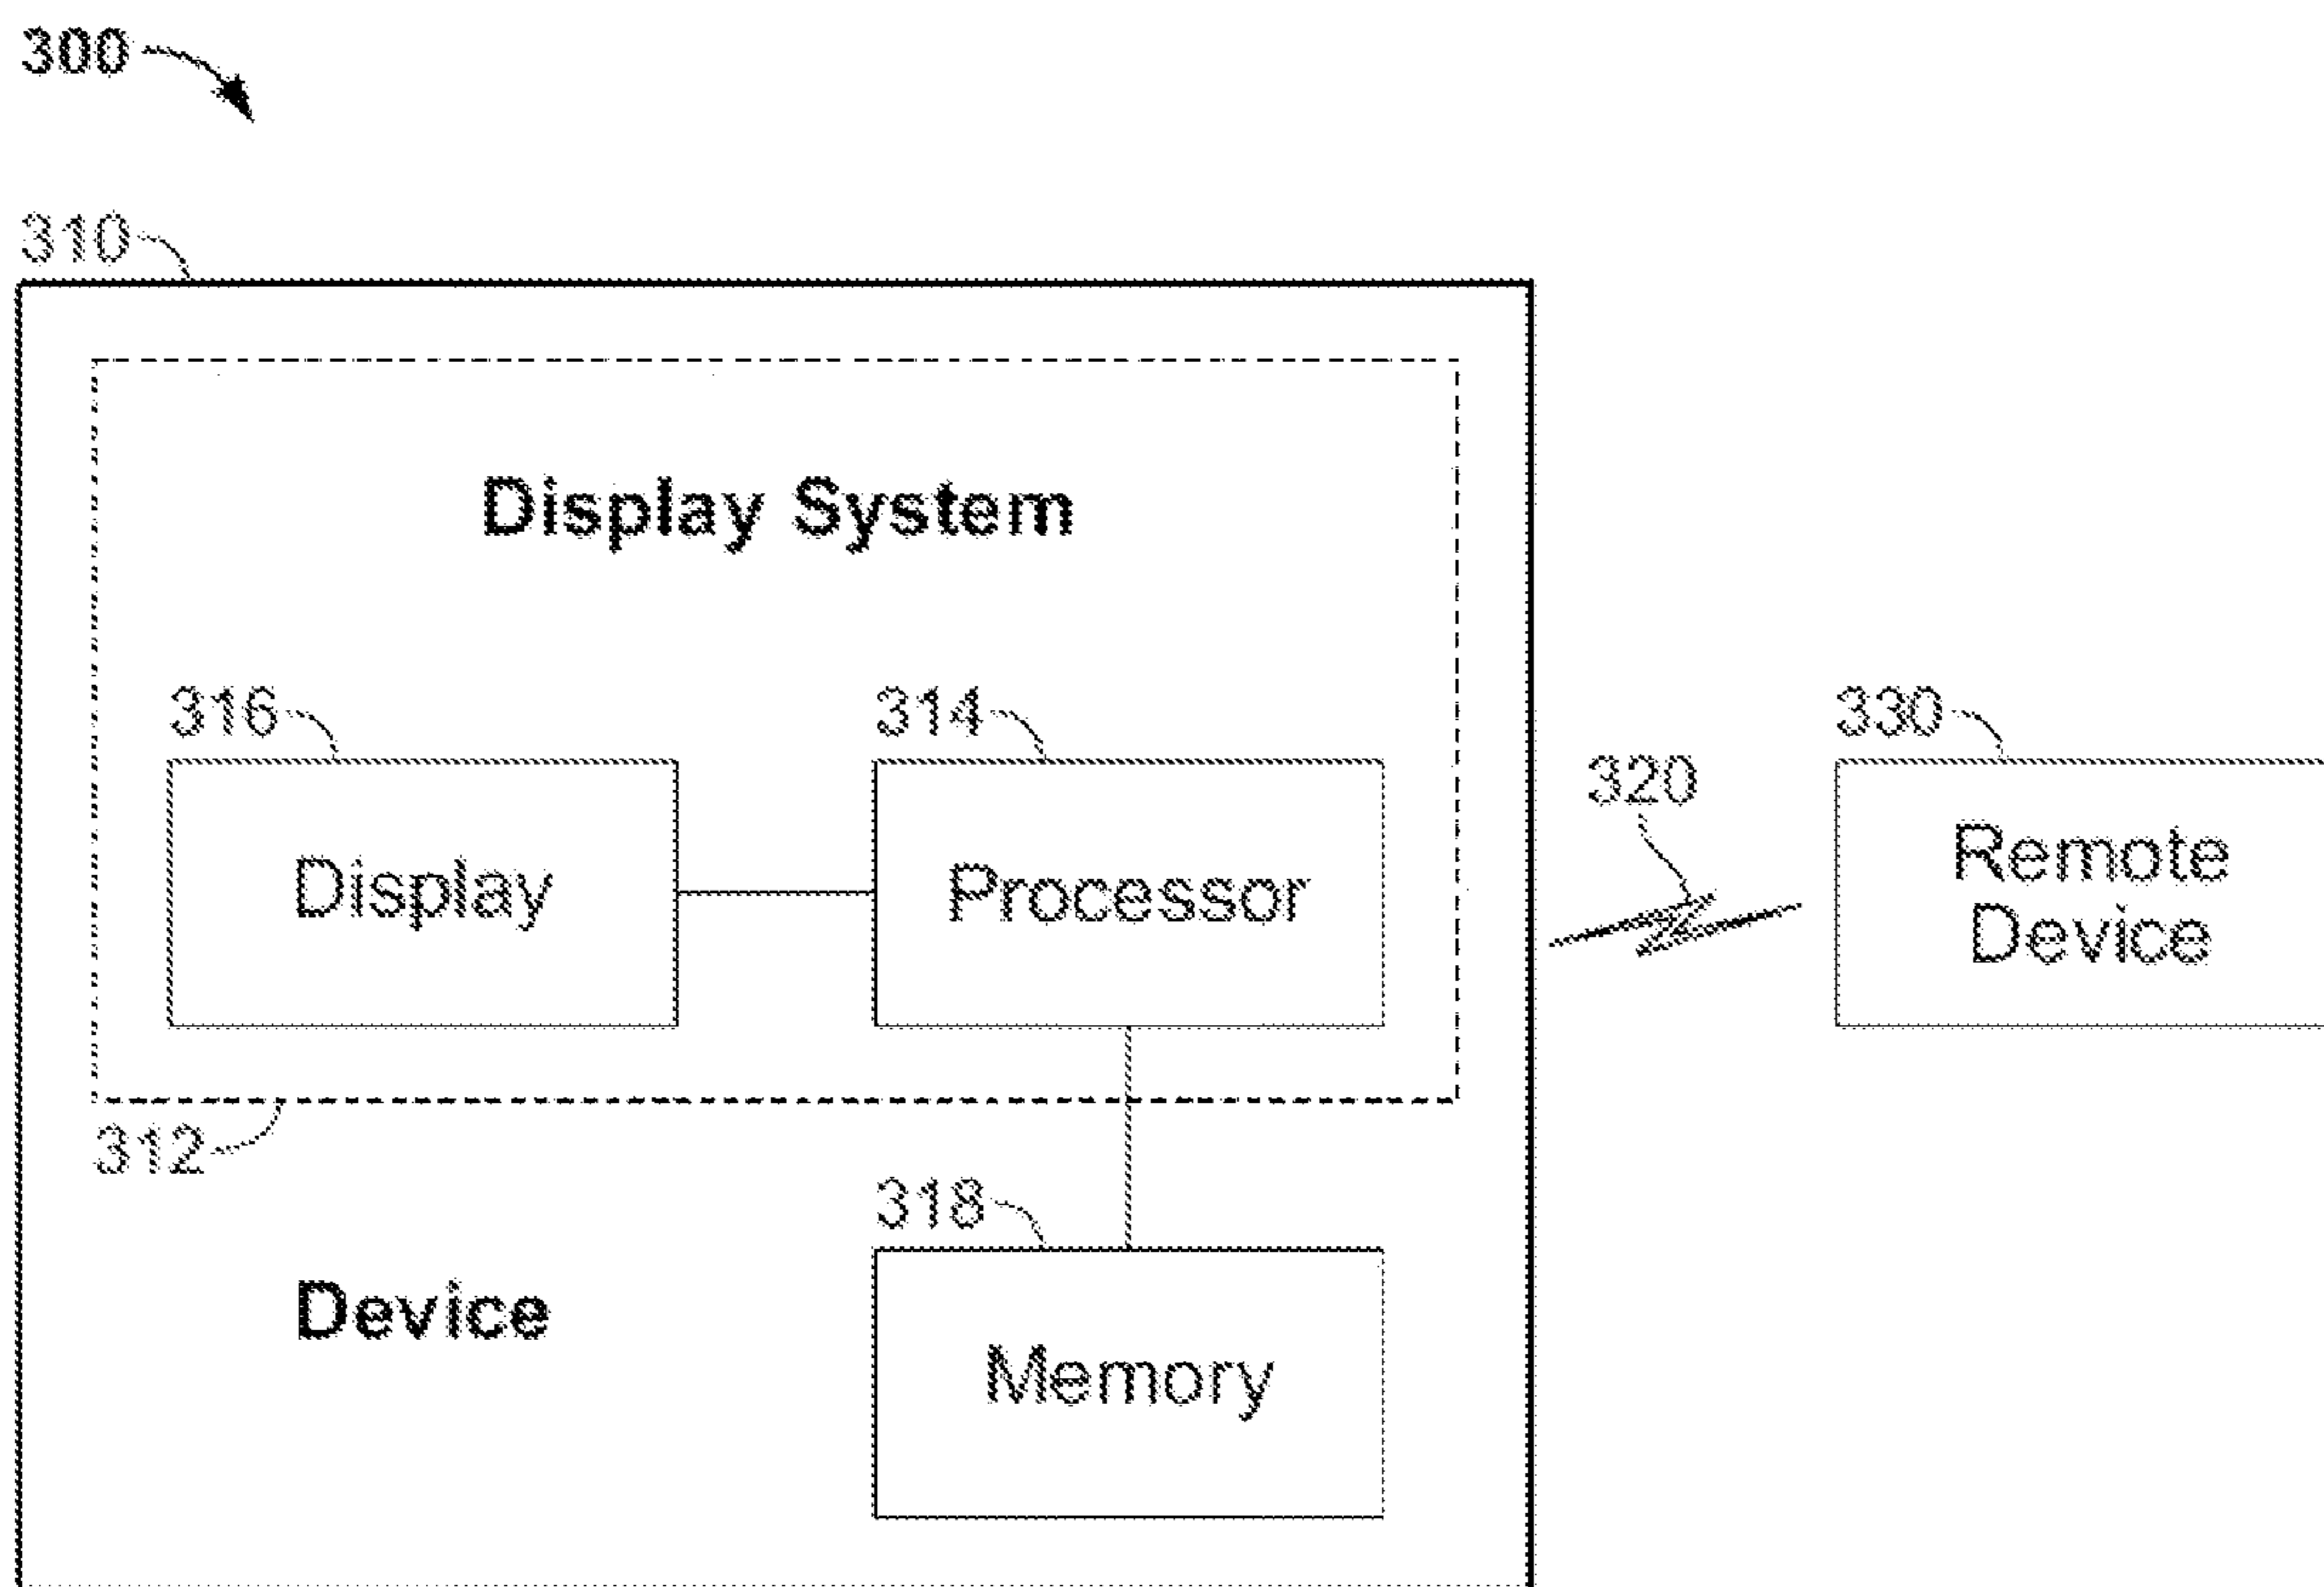 300
310
Display System
316
314
330
320
Display
Processor
Remote
Device
312
318
Device
Memory